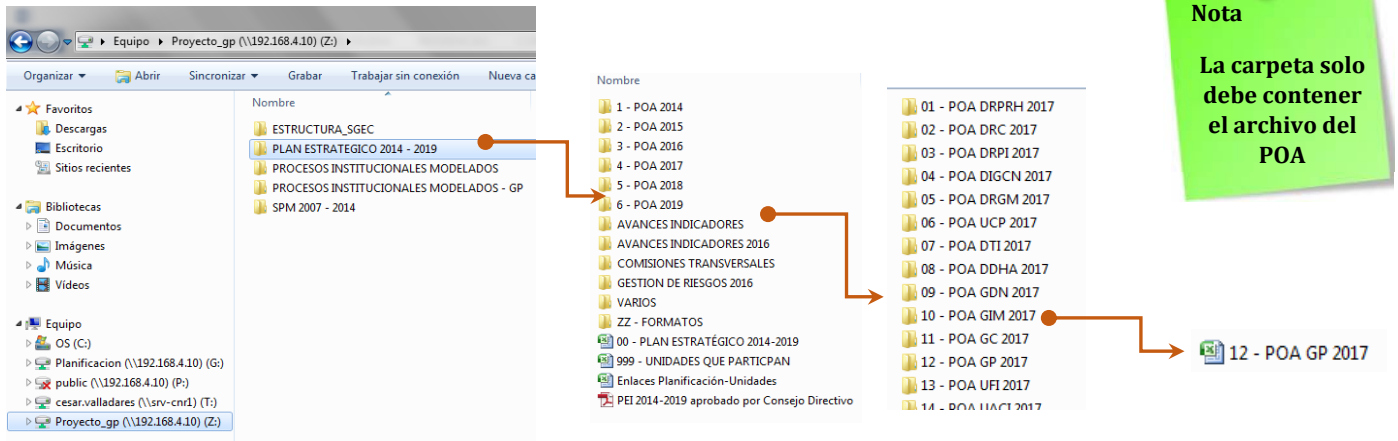 Equipo ▸ Proyecto_gp (\\192.168.4.10) (Z:) ▸
Organizar Abrir Sincronizar Grabar Trabajar sin conexión Nueva ca
Favoritos
Descargas
Escritorio
Sitios recientes
Bibliotecas
Documentos
Imágenes
Música
Vídeos
Equipo
OS (C:)
Planificacion (\\192.168.4.10) (G:)
public (\\192.168.4.10) (P:)
cesar.valladares (\\srv-cnr1) (T:)
Proyecto_gp (\\192.168.4.10) (Z:)
Nombre
ESTRUCTURA_SGEC
PLAN ESTRATEGICO 2014 - 2019
PROCESOS INSTITUCIONALES MODELADOS
PROCESOS INSTITUCIONALES MODELADOS - GP
SPM 2007 - 2014
Nombre
1 - POA 2014
2 - POA 2015
3 - POA 2016
4 - POA 2017
5 - POA 2018
6 - POA 2019
AVANCES INDICADORES
AVANCES INDICADORES 2016
COMISIONES TRANSVERSALES
GESTION DE RIESGOS 2016
VARIOS
ZZ - FORMATOS
00 - PLAN ESTRATÉGICO 2014-2019
999 - UNIDADES QUE PARTICPAN
Enlaces Planificación-Unidades
PEI 2014-2019 aprobado por Consejo Directivo
01 - POA DRPRH 2017
02 - POA DRC 2017
03 - POA DRPI 2017
04 - POA DIGCN 2017
05 - POA DRGM 2017
06 - POA UCP 2017
07 - POA DTI 2017
08 - POA DDHA 2017
09 - POA GDN 2017
10 - POA GIM 2017
11 - POA GC 2017
12 - POA GP 2017
13 - POA UFI 2017
14 - POA UACI 2017
12 - POA GP 2017
Nota
La carpeta solo
debe contener
el archivo del
POA